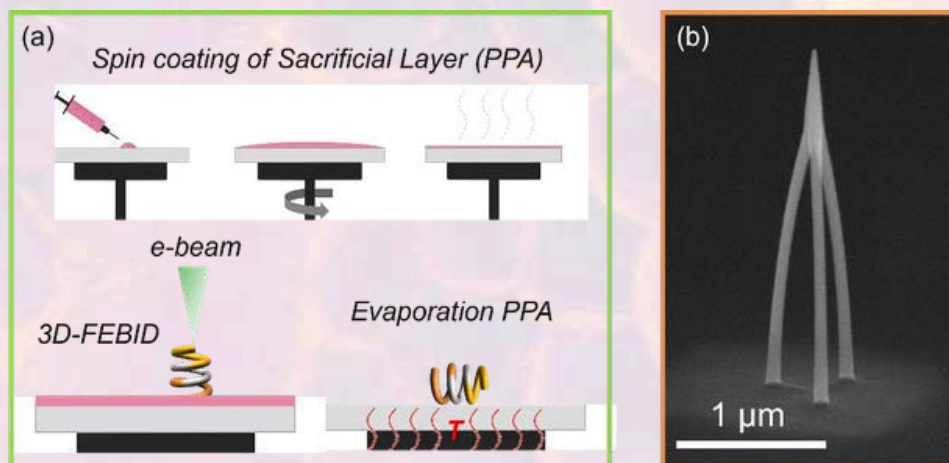 (a)
Spin coating of Sacrificial Layer (PPA)
e-beam
3D-FEBID
Evaporation PPA
T
(b)
1 μm